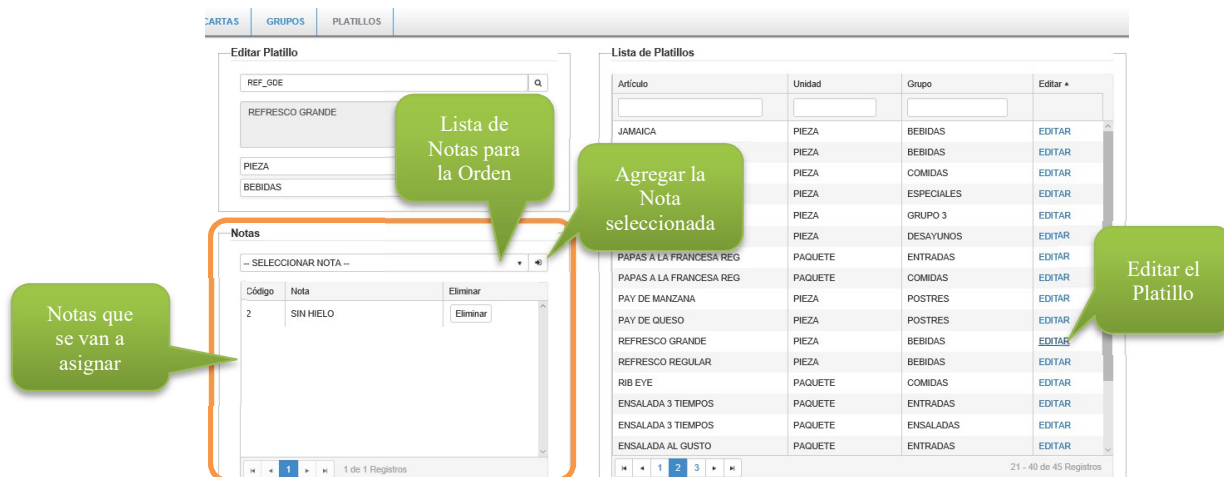 CARTAS GRUPOS PLATILLOS
Editar Platillo
REF_GDE
REFRESCO GRANDE
PIEZA
BEBIDAS
Lista de
Notas para
la Orden
Agregar la
Nota
seleccionada
Notas
-- SELECCIONAR NOTA --
Código Nota Eliminar
2 SIN HIELO Eliminar
1 1 de 1 Registros
Notas que
se van a
asignar
Lista de Platillos
Artículo Unidad Grupo Editar
JAMAICA PIEZA BEBIDAS EDITAR
PIEZA BEBIDAS EDITAR
PIEZA COMIDAS EDITAR
PIEZA ESPECIALES EDITAR
PIEZA GRUPO 3 EDITAR
PIEZA DESAYUNOS EDITAR
PAPAS A LA FRANCESA REG PAQUETE ENTRADAS EDITAR
PAPAS A LA FRANCESA REG PAQUETE COMIDAS EDITAR
PAY DE MANZANA PIEZA POSTRES EDITAR
PAY DE QUESO PIEZA POSTRES EDITAR
REFRESCO GRANDE PIEZA BEBIDAS EDITAR
REFRESCO REGULAR PIEZA BEBIDAS EDITAR
RIB EYE PAQUETE COMIDAS EDITAR
ENSALADA 3 TIEMPOS PAQUETE ENTRADAS EDITAR
ENSALADA 3 TIEMPOS PAQUETE ENSALADAS EDITAR
ENSALADA AL GUSTO PAQUETE ENTRADAS EDITAR
1 2 3 21 - 40 de 45 Registros
Editar el
Platillo